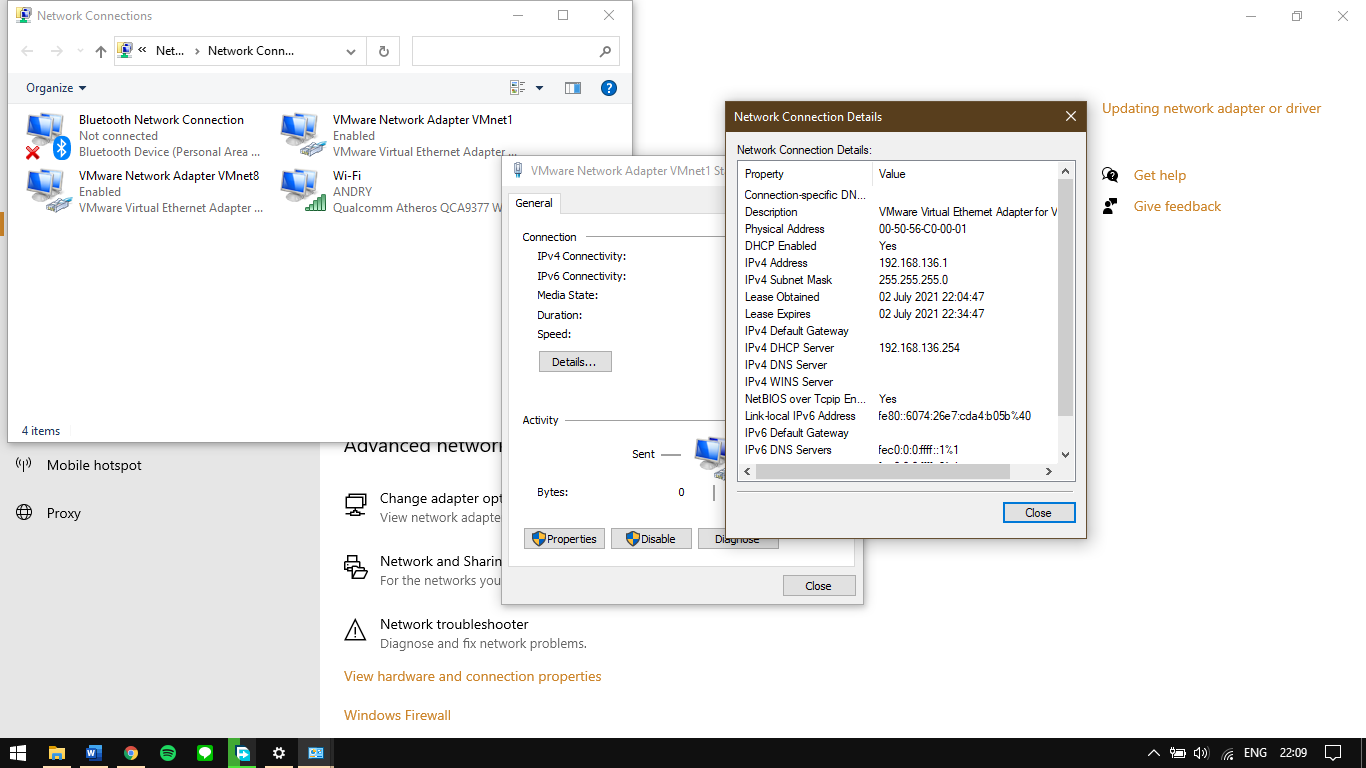 Network Connections
« Net... › Network Conn...
Organize
Bluetooth Network Connection
Not connected
Bluetooth Device (Personal Area ...
VMware Network Adapter VMnet1
Enabled
VMware Virtual Ethernet Adapter ...
VMware Network Adapter VMnet8
Enabled
VMware Virtual Ethernet Adapter ...
Wi-Fi
ANDRY
Qualcomm Atheros QCA9377 W
4 items
Mobile hotspot
Proxy
Advanced network
Change adapter opt
View network adapte
Network and Sharin
For the networks you
Network troubleshooter
Diagnose and fix network problems.
View hardware and connection properties
Windows Firewall
VMware Network Adapter VMnet1 St
General
Connection
IPv4 Connectivity:
IPv6 Connectivity:
Media State:
Duration:
Speed:
Details...
Activity
Sent
Bytes: 0
Properties
Disable
Diagnose
Close
Network Connection Details
Network Connection Details:
Property Value
Connection-specific DN...
Description VMware Virtual Ethernet Adapter for V
Physical Address 00-50-56-C0-00-01
DHCP Enabled Yes
IPv4 Address 192.168.136.1
IPv4 Subnet Mask 255.255.255.0
Lease Obtained 02 July 2021 22:04:47
Lease Expires 02 July 2021 22:34:47
IPv4 Default Gateway
IPv4 DHCP Server 192.168.136.254
IPv4 DNS Server
IPv4 WINS Server
NetBIOS over Tcpip En... Yes
Link-local IPv6 Address fe80::6074:26e7:cda4:b05b%40
IPv6 Default Gateway
IPv6 DNS Servers fec0:0:0:ffff::1%1
Close
Updating network adapter or driver
Get help
Give feedback
ENG 22:09